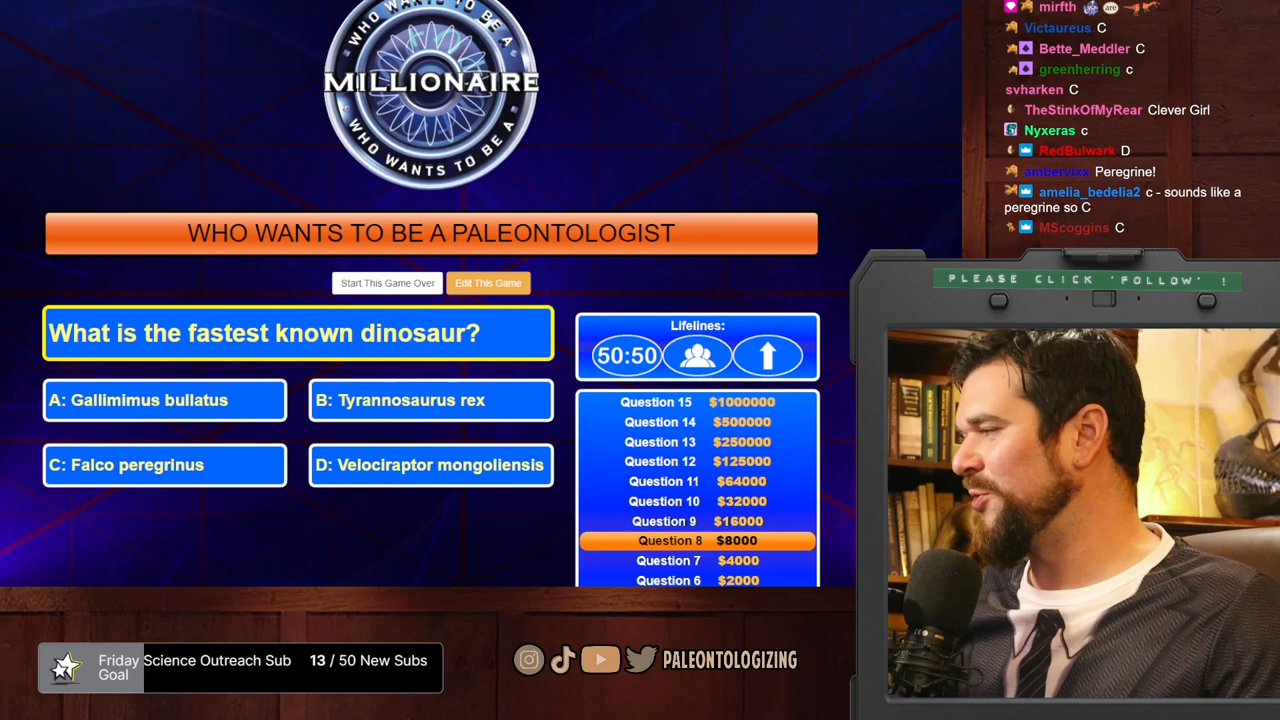 WHO WANTS TO BE A
MILLIONAIRE
WHO WANTS TO BE A
WHO WANTS TO BE A PALEONTOLOGIST
Start This Game Over
Edit This Game
What is the fastest known dinosaur?
A: Gallimimus bullatus
B: Tyrannosaurus rex
C: Falco peregrinus
D: Velociraptor mongoliensis
Lifelines:
50:50
Question 15 $1000000
Question 14 $500000
Question 13 $250000
Question 12 $125000
Question 11 $64000
Question 10 $32000
Question 9 $16000
Question 8 $8000
Question 7 $4000
Question 6 $2000
mirfth are
Victaureus C
Bette_Meddler C
greenherring c
svharken C
TheStinkOfMyRear Clever Girl
Nyxeras c
RedBulwark D
ambervixx Peregrine!
amelia_bedelia2 c - sounds like a
peregrine so C
MScoggins C
PLEASE CLICK 'FOLLOW' !
Friday Science Outreach Sub
Goal
13 / 50 New Subs
PALEONTOLOGIZING